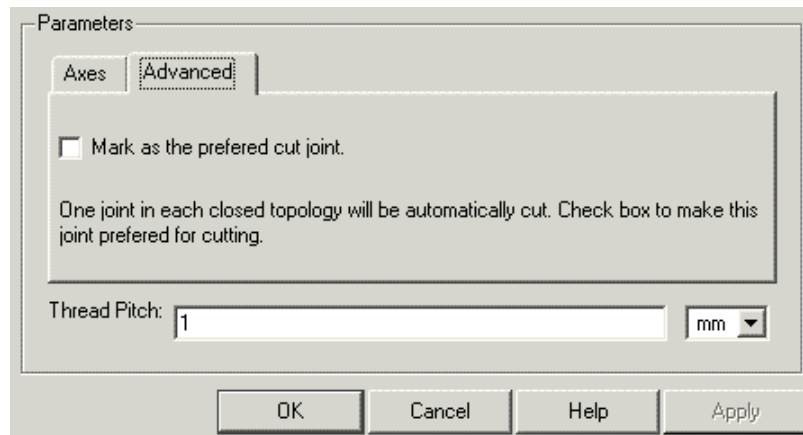 Parameters
Axes
Advanced
Mark as the prefered cut joint.
One joint in each closed topology will be automatically cut. Check box to make this
joint prefered for cutting.
Thread Pitch:
1
mm
OK
Cancel
Help
Apply